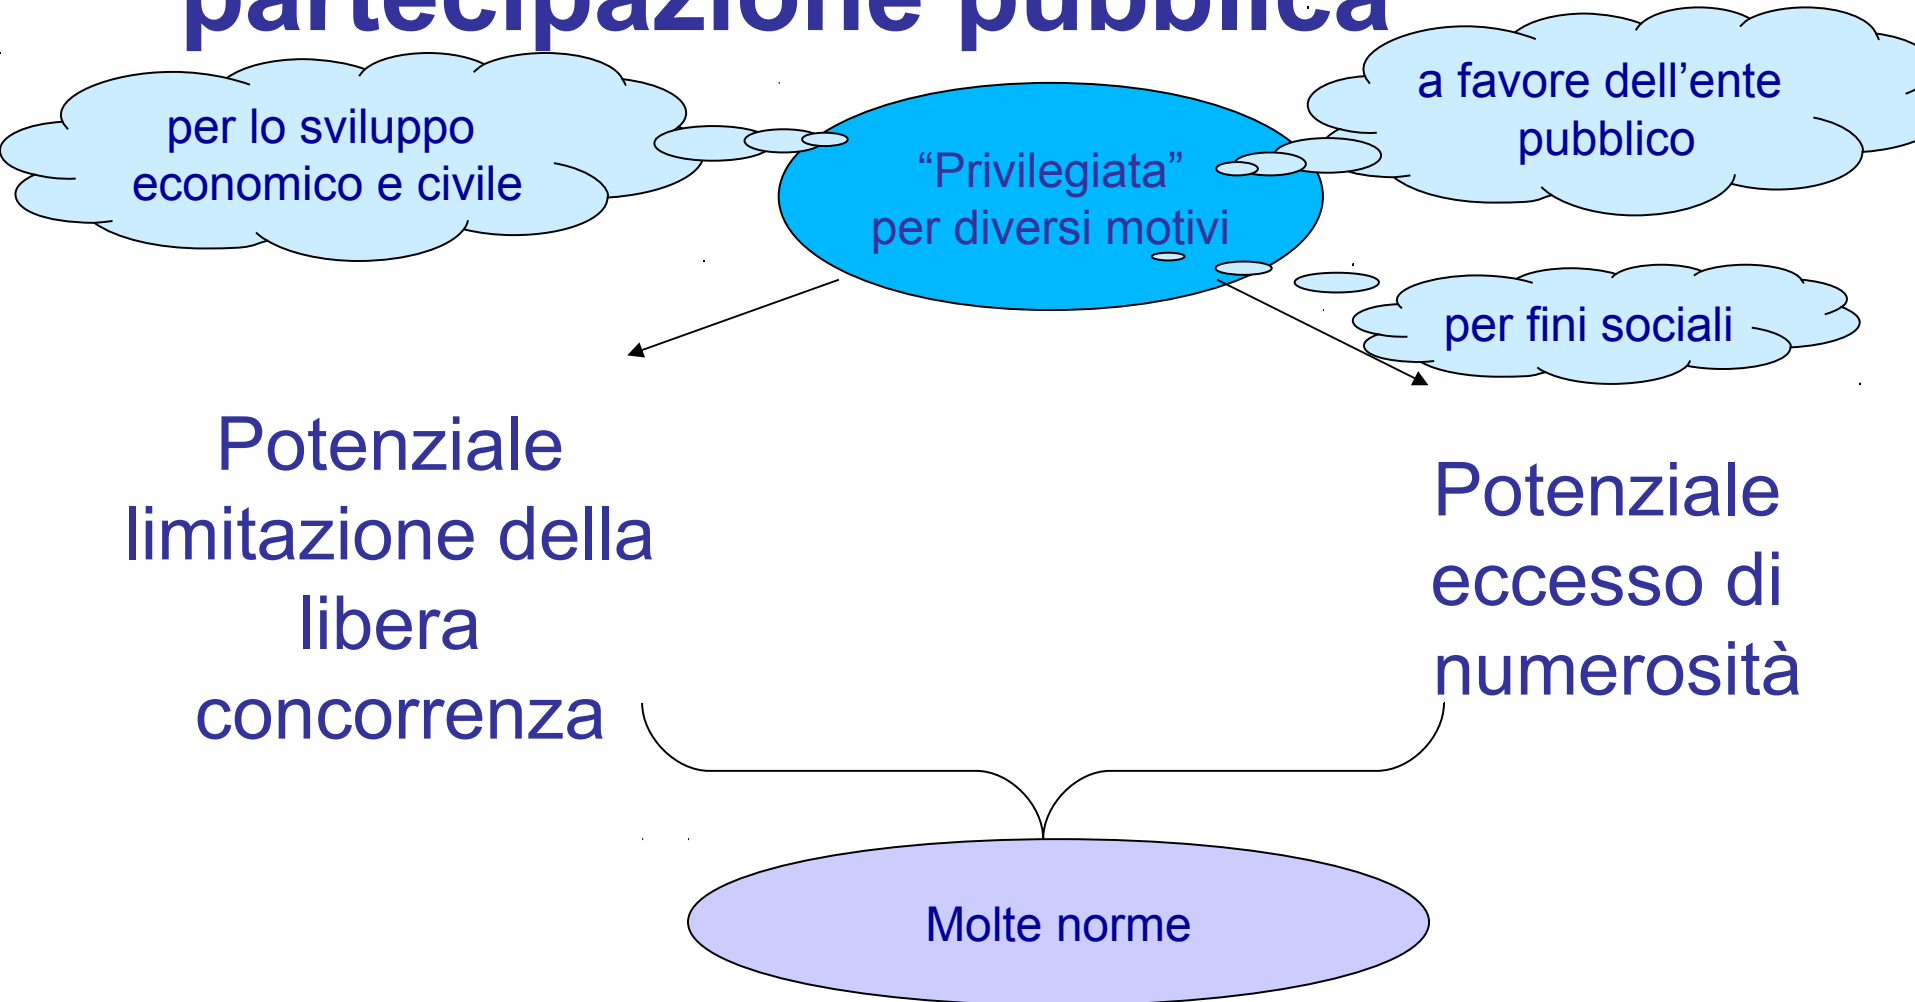 partecipazione pubblica
per lo sviluppo
economico e civile
“Privilegiata”
per diversi motivi
a favore dell’ente
pubblico
per fini sociali
Potenziale
limitazione della
libera
concorrenza
Potenziale
eccesso di
numerosità
Molte norme